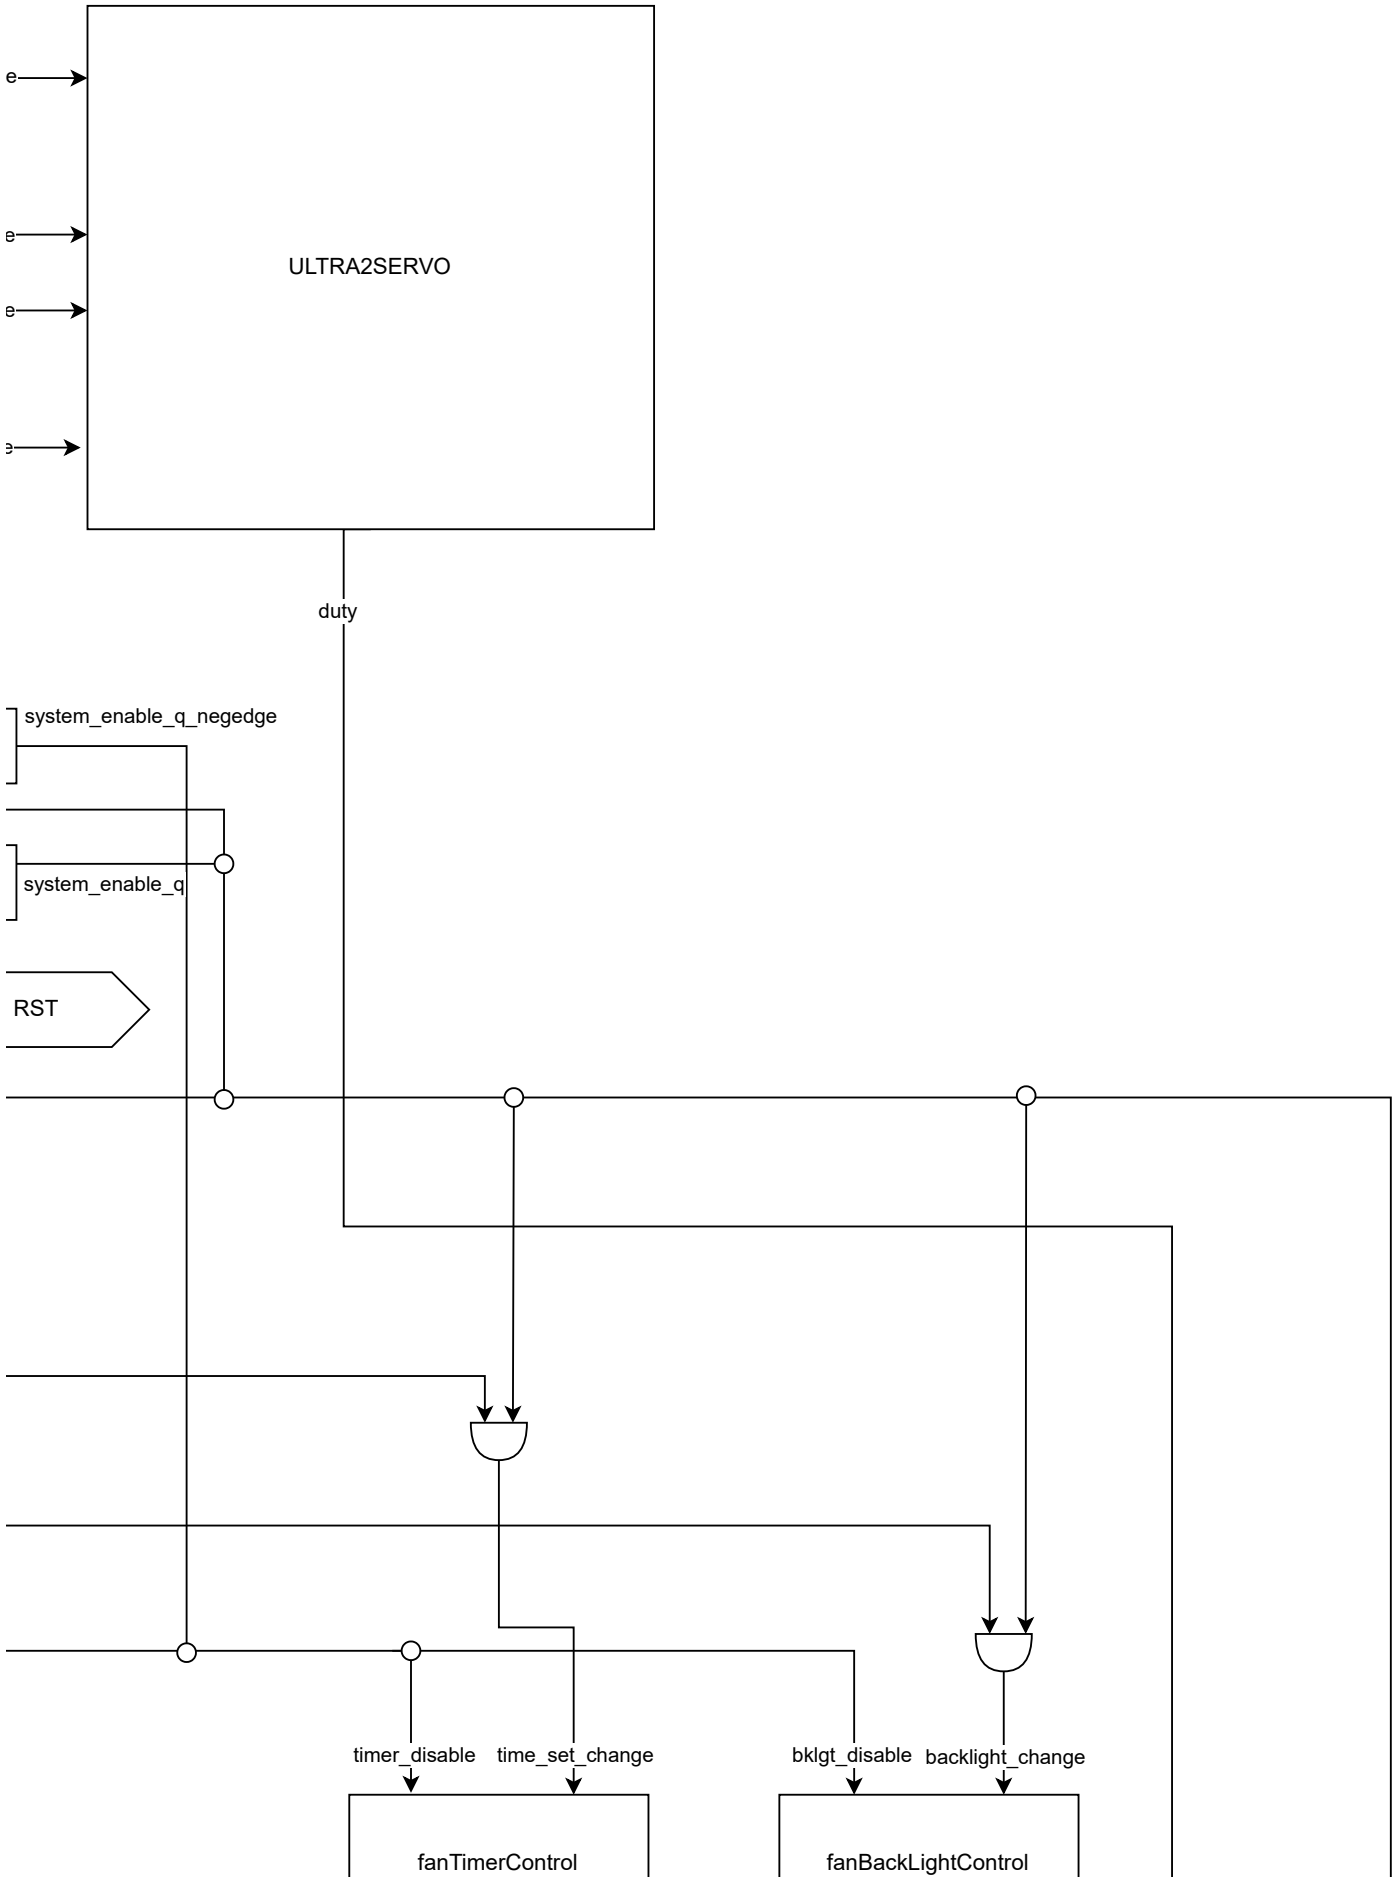 e
e
ULTRA2SERVO
e
e
duty
system_enable_q_negedge
system_enable_q
RST
timer_disable
time_set_change
bklgt_disable
backlight_change
fanTimerControl
fanBackLightControl